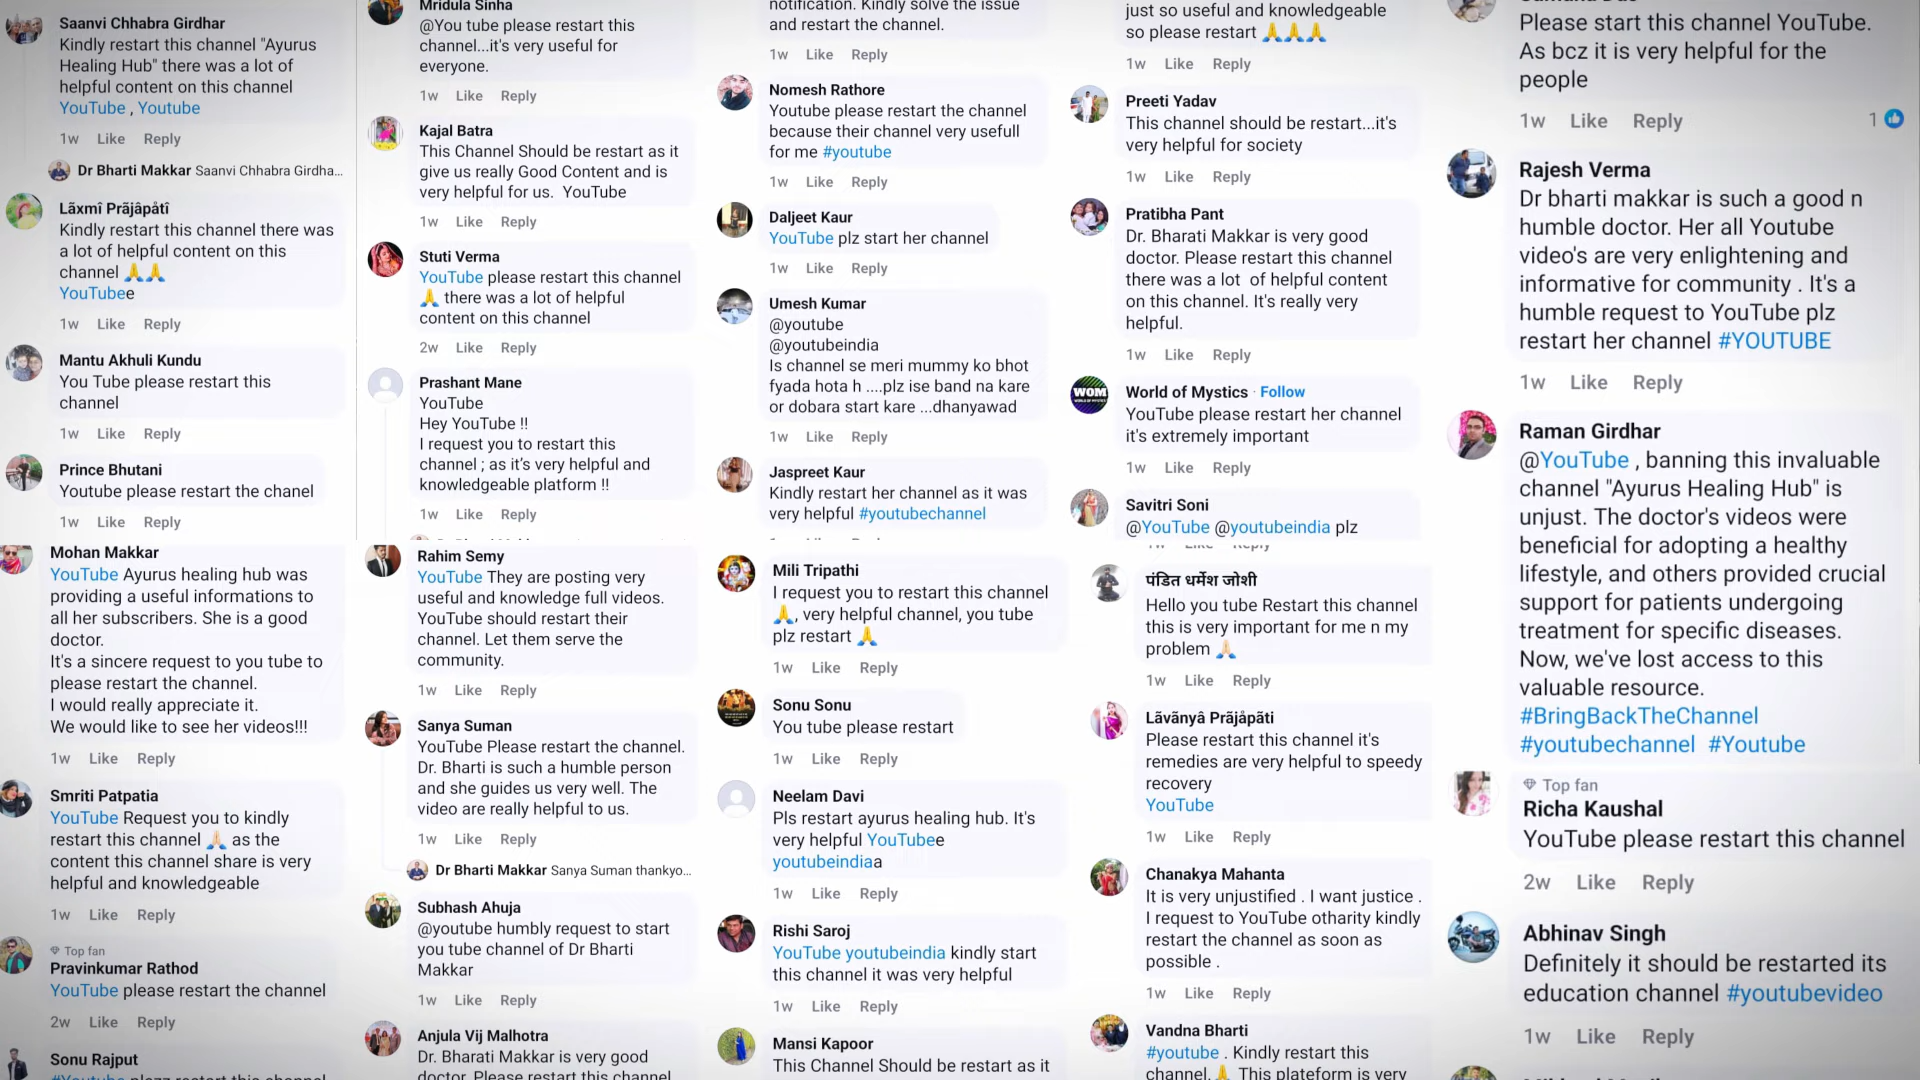 Saanvi Chhabra Girdhar
Kindly restart this channel "Ayurus
Healing Hub" there was a lot of
helpful content on this channel
YouTube , Youtube
1w Like Reply
Dr Bharti Makkar Saanvi Chhabra Girdha...
Lãxmî Prãjâpâtî
Kindly restart this channel there was
a lot of helpful content on this
channel 🙏🙏
YouTubee
1w Like Reply
Mantu Akhuli Kundu
You Tube please restart this
channel
1w Like Reply
Prince Bhutani
Youtube please restart the chanel
1w Like Reply
Mohan Makkar
YouTube Ayurus healing hub was
providing a useful informations to
all her subscribers. She is a good
doctor.
It's a sincere request to you tube to
please restart the channel.
I would really appreciate it.
We would like to see her videos!!!
1w Like Reply
Smriti Patpatia
YouTube Request you to kindly
restart this channel 🙏🏻 as the
content this channel share is very
helpful and knowledgeable
1w Like Reply
Top fan
Pravinkumar Rathod
YouTube please restart the channel
2w Like Reply
Sonu Rajput
#Youtube plezz restart this channel
Mridula Sinha
@You tube please restart this
channel...it's very useful for
everyone.
1w Like Reply
Kajal Batra
This Channel Should be restart as it
give us really Good Content and is
very helpful for us. YouTube
1w Like Reply
Stuti Verma
YouTube please restart this channel
🙏 there was a lot of helpful
content on this channel
2w Like Reply
Prashant Mane
YouTube
Hey YouTube !!
I request you to restart this
channel ; as it's very helpful and
knowledgeable platform !!
1w Like Reply
Rahim Semy
YouTube They are posting very
useful and knowledge full videos.
YouTube should restart their
channel. Let them serve the
community.
1w Like Reply
Sanya Suman
YouTube Please restart the channel.
Dr. Bharti is such a humble person
and she guides us very well. The
video are really helpful to us.
1w Like Reply
Dr Bharti Makkar Sanya Suman thankyo...
Subhash Ahuja
@youtube humbly request to start
you tube channel of Dr Bharti
Makkar
1w Like Reply
Anjula Vij Malhotra
Dr. Bharati Makkar is very good
doctor. Please restart this channel
notification. Kindly solve the issue
and restart the channel.
1w Like Reply
Nomesh Rathore
Youtube please restart the channel
because their channel very usefull
for me #youtube
1w Like Reply
Daljeet Kaur
YouTube plz start her channel
1w Like Reply
Umesh Kumar
@youtube
@youtubeindia
Is channel se meri mummy ko bhot
fyada hota h ....plz ise band na kare
or dobara start kare ...dhanyawad
1w Like Reply
Jaspreet Kaur
Kindly restart her channel as it was
very helpful #youtubechannel
Mili Tripathi
I request you to restart this channel
🙏, very helpful channel, you tube
plz restart 🙏
1w Like Reply
Sonu Sonu
You tube please restart
1w Like Reply
Neelam Davi
Pls restart ayurus healing hub. It's
very helpful YouTubee
youtubeindiaa
1w Like Reply
Rishi Saroj
YouTube youtubeindia kindly start
this channel it was very helpful
1w Like Reply
Mansi Kapoor
This Channel Should be restart as it
just so useful and knowledgeable
so please restart 🙏🙏🙏
1w Like Reply
Preeti Yadav
This channel should be restart...it's
very helpful for society
1w Like Reply
Pratibha Pant
Dr. Bharati Makkar is very good
doctor. Please restart this channel
there was a lot of helpful content
on this channel. It's really very
helpful.
1w Like Reply
WOM
World of Mystics · Follow
YouTube please restart her channel
it's extremely important
1w Like Reply
Savitri Soni
@YouTube @youtubeindia plz
1w Like Reply
पंडित धर्मेश जोशी
Hello you tube Restart this channel
this is very important for me n my
problem 🙏🏻
1w Like Reply
Lãvãnyâ Prãjâpãti
Please restart this channel it's
remedies are very helpful to speedy
recovery
YouTube
1w Like Reply
Chanakya Mahanta
It is very unjustified . I want justice .
I request to YouTube otharity kindly
restart the channel as soon as
possible .
1w Like Reply
Vandna Bharti
#youtube . Kindly restart this
channel.🙏 This plateform is very
Please start this channel YouTube.
As bcz it is very helpful for the
people
1w Like Reply 1
Rajesh Verma
Dr bharti makkar is such a good n
humble doctor. Her all Youtube
video's are very enlightening and
informative for community . It's a
humble request to YouTube plz
restart her channel #YOUTUBE
1w Like Reply
Raman Girdhar
@YouTube , banning this invaluable
channel "Ayurus Healing Hub" is
unjust. The doctor's videos were
beneficial for adopting a healthy
lifestyle, and others provided crucial
support for patients undergoing
treatment for specific diseases.
Now, we've lost access to this
valuable resource.
#BringBackTheChannel
#youtubechannel #Youtube
Top fan
Richa Kaushal
YouTube please restart this channel
2w Like Reply
Abhinav Singh
Definitely it should be restarted its
education channel #youtubevideo
1w Like Reply